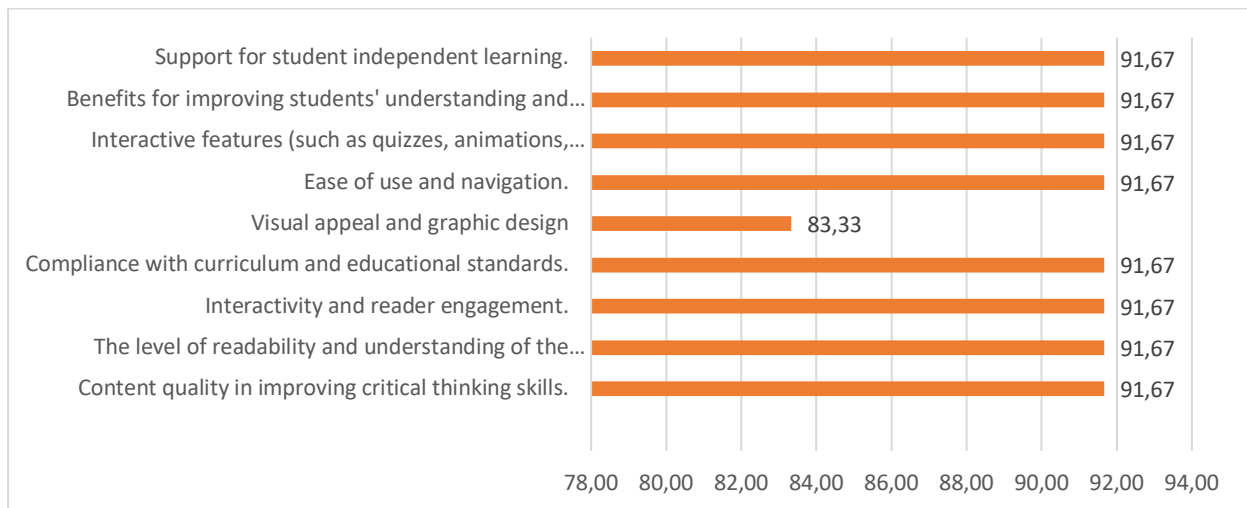 Support for student independent learning. 91,67
Benefits for improving students' understanding and... 91,67
Interactive features (such as quizzes, animations,... 91,67
Ease of use and navigation. 91,67
Visual appeal and graphic design 83,33
Compliance with curriculum and educational standards. 91,67
Interactivity and reader engagement. 91,67
The level of readability and understanding of the... 91,67
Content quality in improving critical thinking skills. 91,67
78,00 80,00 82,00 84,00 86,00 88,00 90,00 92,00 94,00